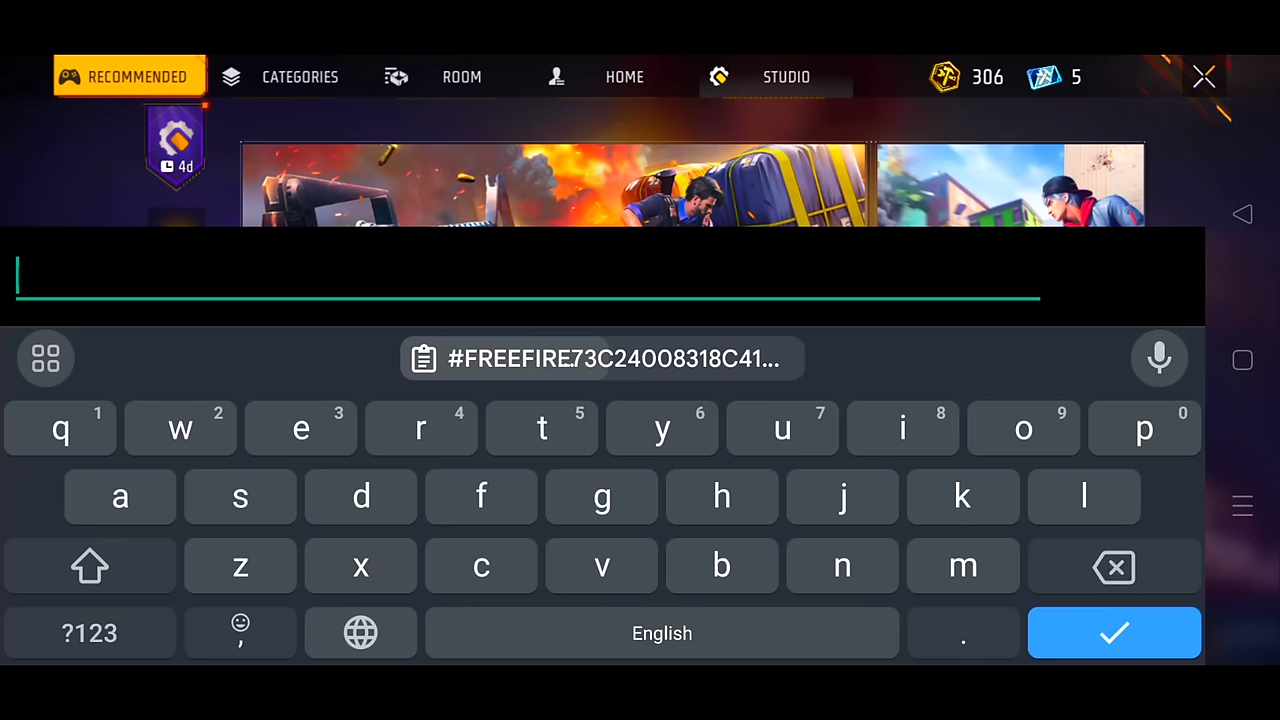 RECOMMENDED CATEGORIES ROOM HOME STUDIO 306 5
4d
#FREEFIRE73C24008318C41...
q 1 w 2 e 3 r 4 t 5 y 6 u 7 i 8 o 9 p 0
a s d f g h j k l
z x c v b n m
?123 , English .